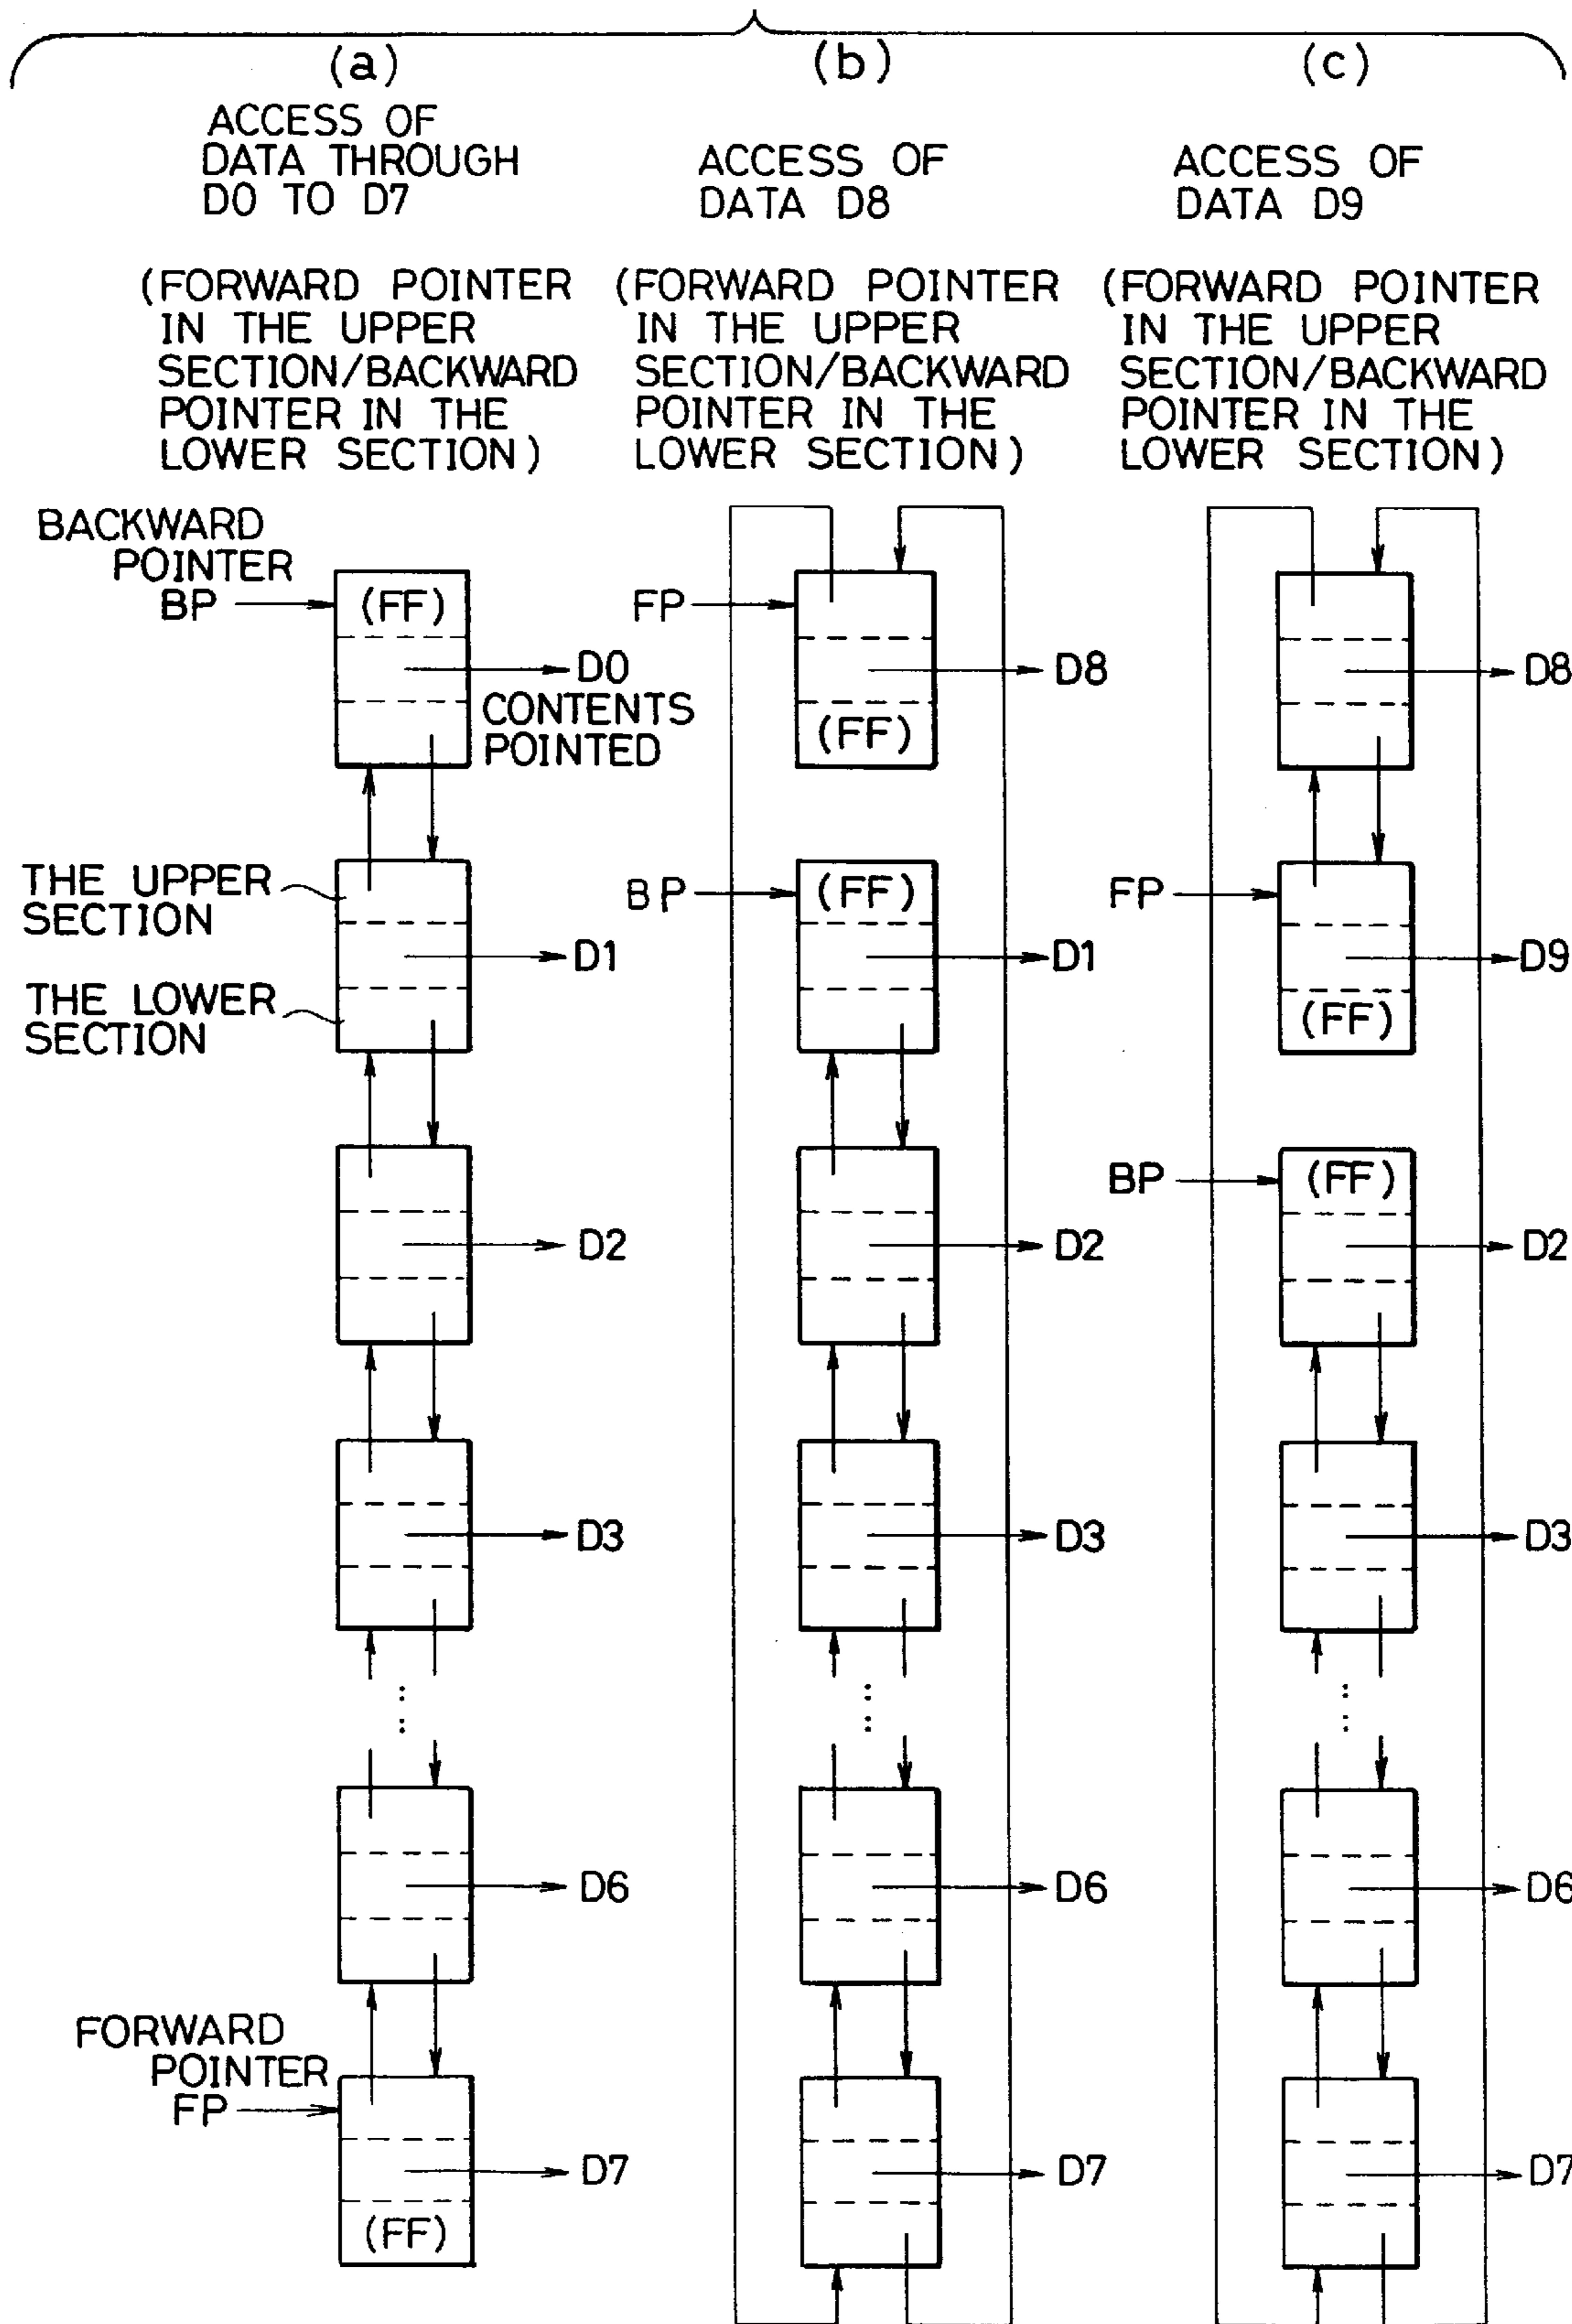 (a)
ACCESS OF
DATA THROUGH
D0 TO D7
(FORWARD POINTER
IN THE UPPER
SECTION/BACKWARD
POINTER IN THE
LOWER SECTION)
BACKWARD
POINTER
BP
(FF)
D0
CONTENTS
POINTED
THE UPPER
SECTION
D1
THE LOWER
SECTION
D2
D3
D6
FORWARD
POINTER
FP
D7
(FF)
(b)
ACCESS OF
DATA D8
(FORWARD POINTER
IN THE UPPER
SECTION/BACKWARD
POINTER IN THE
LOWER SECTION)
FP
D8
(FF)
BP
(FF)
D1
D2
D3
D6
D7
(c)
ACCESS OF
DATA D9
(FORWARD POINTER
IN THE UPPER
SECTION/BACKWARD
POINTER IN THE
LOWER SECTION)
D8
FP
D9
(FF)
BP
(FF)
D2
D3
D6
D7